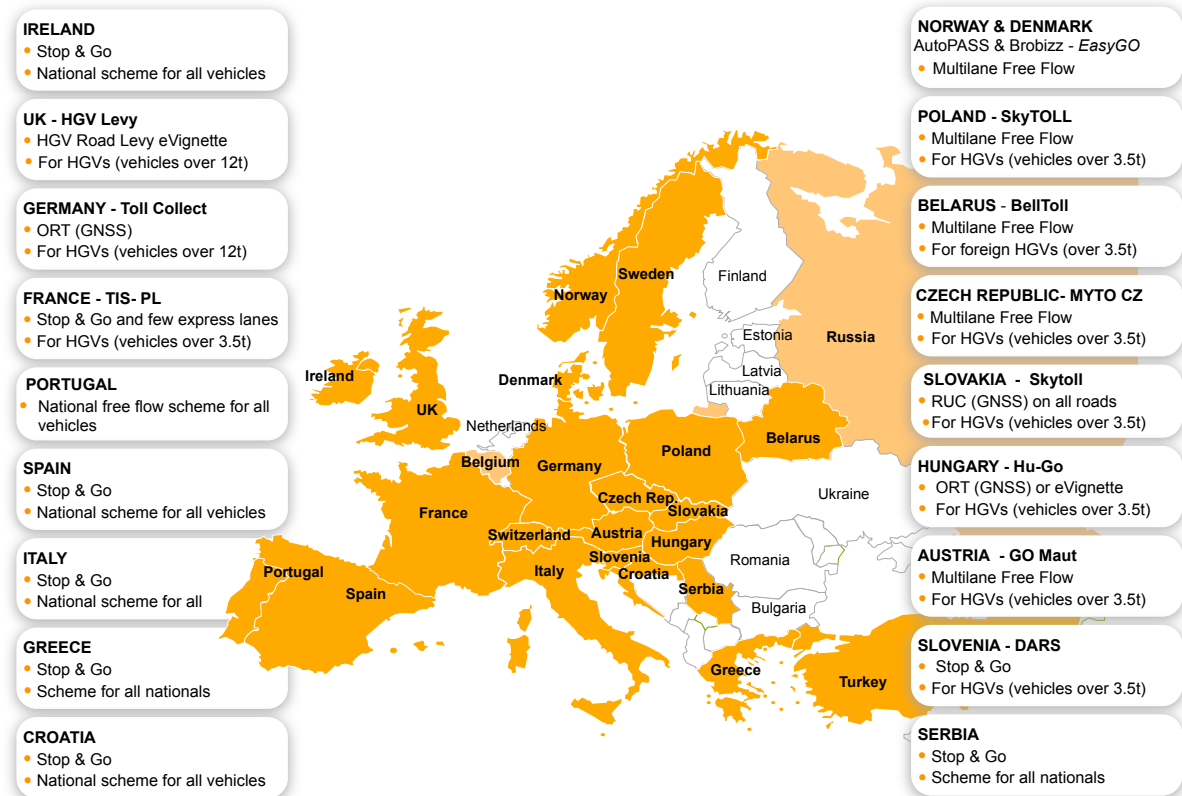 IRELAND
• Stop & Go
• National scheme for all vehicles
UK - HGV Levy
• HGV Road Levy eVignette
• For HGVs (vehicles over 12t)
GERMANY - Toll Collect
• ORT (GNSS)
• For HGVs (vehicles over 12t)
FRANCE - TIS- PL
• Stop & Go and few express lanes
• For HGVs (vehicles over 3.5t)
PORTUGAL
• National free flow scheme for all
vehicles
SPAIN
• Stop & Go
• National scheme for all vehicles
ITALY
• Stop & Go
• National scheme for all
GREECE
• Stop & Go
• Scheme for all nationals
CROATIA
• Stop & Go
• National scheme for all vehicles
Finland
Sweden
Norway
Estonia
Russia
Latvia
Denmark
Lithuania
Ireland
UK
Netherlands
Belarus
Belgium
Germany
Poland
Ukraine
Czech Rep.
France
Slovakia
Switzerland
Austria
Hungary
Slovenia
Romania
Portugal
Italy
Croatia
Spain
Serbia
Bulgaria
Greece
Turkey
NORWAY & DENMARK
AutoPASS & Brobizz - EasyGO
• Multilane Free Flow
POLAND - SkyTOLL
• Multilane Free Flow
• For HGVs (vehicles over 3.5t)
BELARUS - BellToll
• Multilane Free Flow
• For foreign HGVs (over 3.5t)
CZECH REPUBLIC- MYTO CZ
• Multilane Free Flow
• For HGVs (vehicles over 3.5t)
SLOVAKIA - Skytoll
• RUC (GNSS) on all roads
• For HGVs (vehicles over 3.5t)
HUNGARY - Hu-Go
• ORT (GNSS) or eVignette
• For HGVs (vehicles over 3.5t)
AUSTRIA - GO Maut
• Multilane Free Flow
• For HGVs (vehicles over 3.5t)
SLOVENIA - DARS
• Stop & Go
• For HGVs (vehicles over 3.5t)
SERBIA
• Stop & Go
• Scheme for all nationals